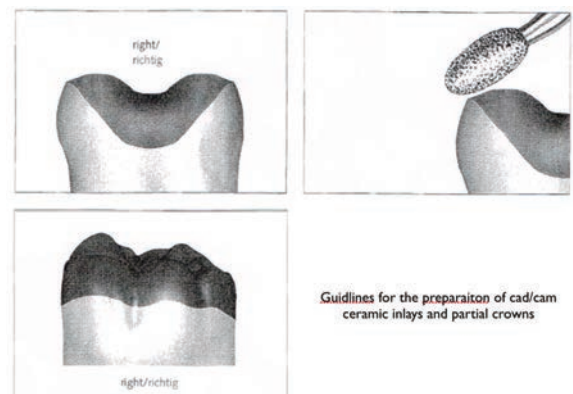 right/
richtig
right/richtig
Guidlines for the preparaiton of cad/cam
ceramic inlays and partial crowns